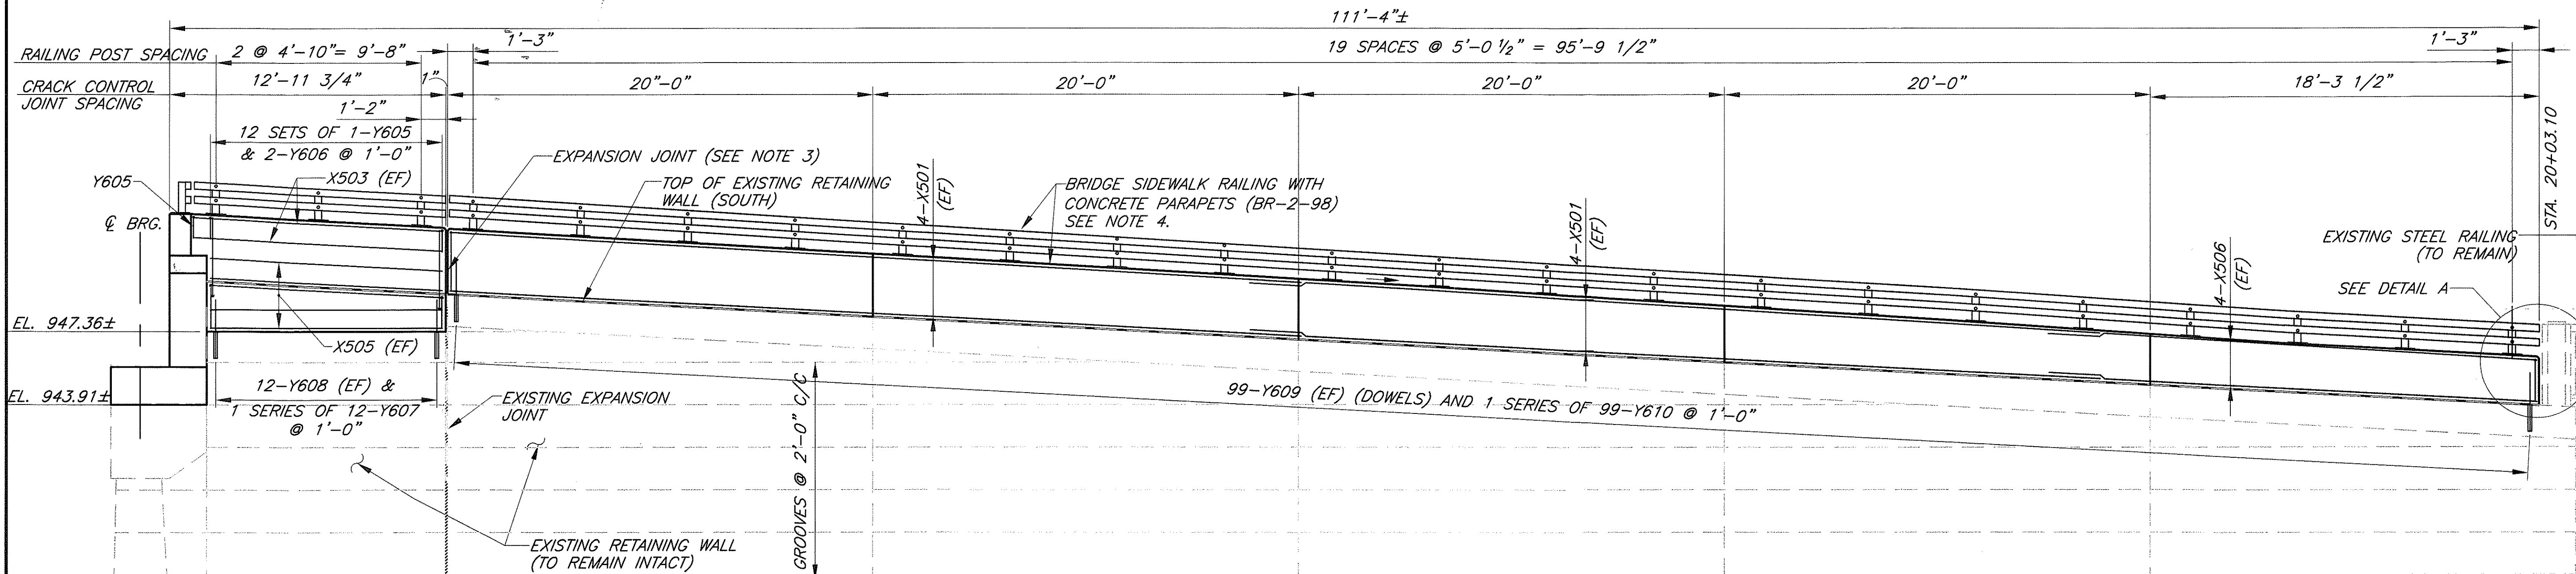 111'-4"±
RAILING POST SPACING
2 @ 4'-10"= 9'-8"
1'-3"
19 SPACES @ 5'-0 1/2" = 95'-9 1/2"
1'-3"
CRACK CONTROL
JOINT SPACING
12'-11 3/4"
1"
20"-0"
20'-0"
20'-0"
20'-0"
18'-3 1/2"
1'-2"
12 SETS OF 1-Y605
& 2-Y606 @ 1'-0"
STA. 20+03.10
EXPANSION JOINT (SEE NOTE 3)
Y605
X503 (EF)
TOP OF EXISTING RETAINING
WALL (SOUTH)
4-X501
(EF)
BRIDGE SIDEWALK RAILING WITH
CONCRETE PARAPETS (BR-2-98)
SEE NOTE 4.
4-X501
(EF)
℄ BRG.
EXISTING STEEL RAILING
(TO REMAIN)
4-X506
(EF)
SEE DETAIL A
EL. 947.36±
X505 (EF)
12-Y608 (EF) &
1 SERIES OF 12-Y607
@ 1'-0"
EL. 943.91±
EXISTING EXPANSION
JOINT
99-Y609 (EF) (DOWELS) AND 1 SERIES OF 99-Y610 @ 1'-0"
GROOVES @ 2'-0" C/C
EXISTING RETAINING WALL
(TO REMAIN INTACT)